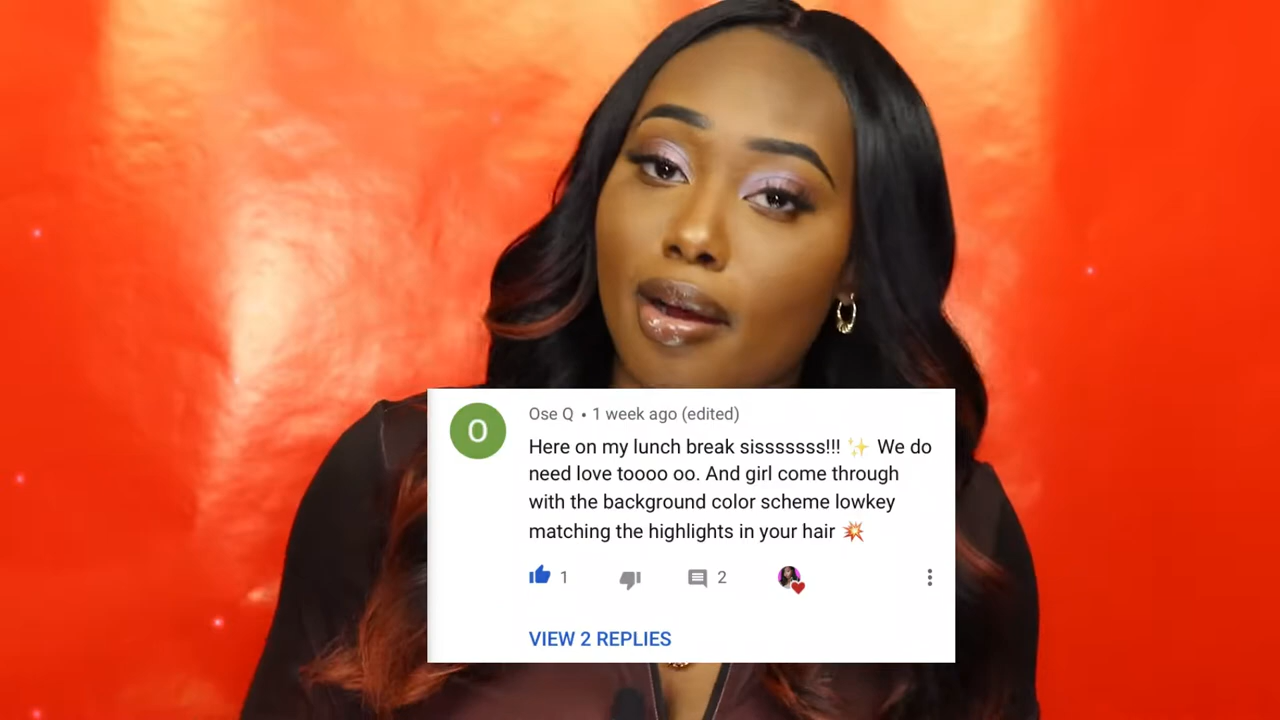 O
Ose Q • 1 week ago (edited)
Here on my lunch break sisssssss!!! ✨ We do
need love toooo oo. And girl come through
with the background color scheme lowkey
matching the highlights in your hair 💥
1
2
VIEW 2 REPLIES